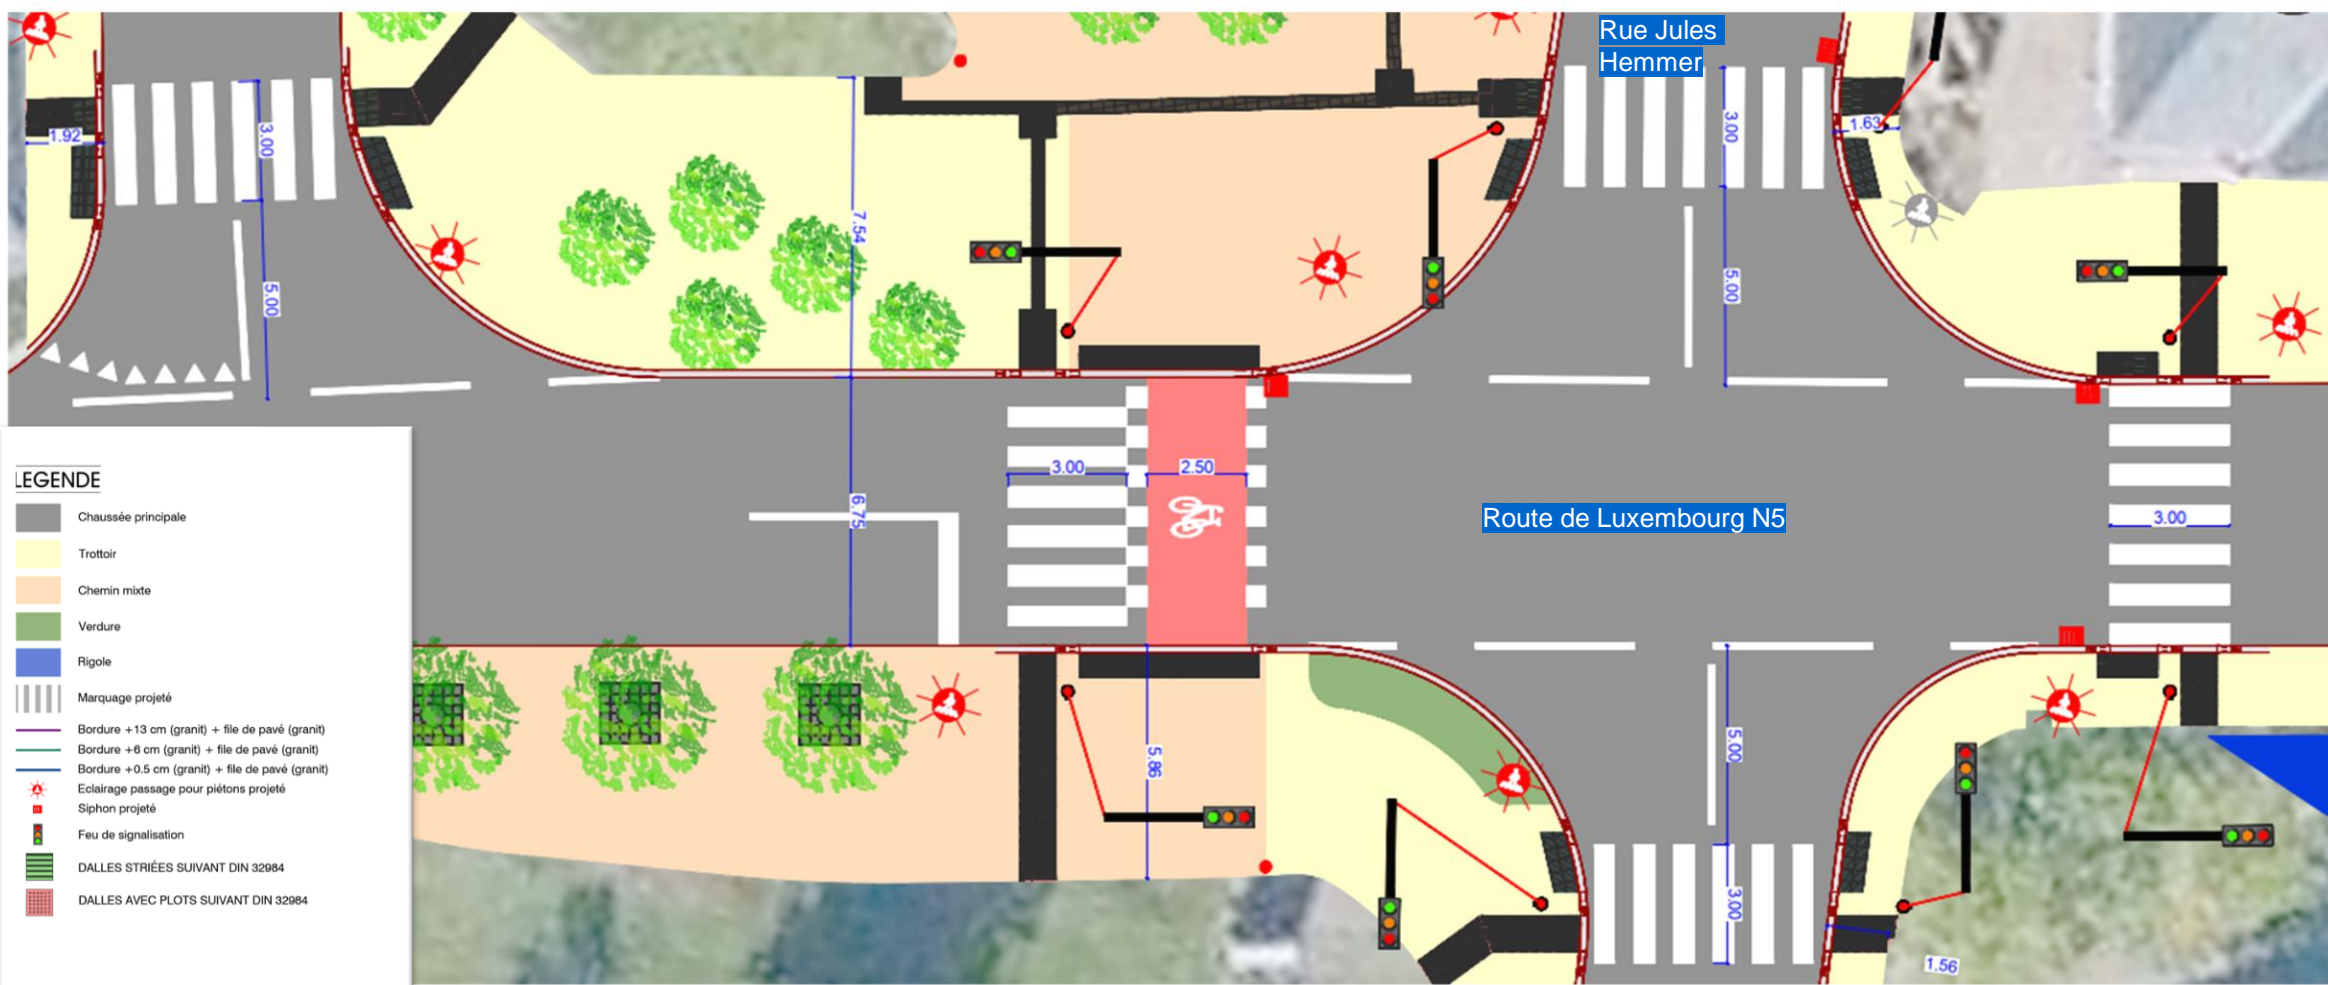 Rue Jules
Hemmer
1.92
3.00
5.00
7.54
6.75
3.00
2.50
3.00
5.00
1.63
Route de Luxembourg N5
3.00
5.86
5.00
3.00
1.56
LEGENDE
Chaussée principale
Trottoir
Chemin mixte
Verdure
Rigole
Marquage projeté
Bordure +13 cm (granit) + file de pavé (granit)
Bordure +6 cm (granit) + file de pavé (granit)
Bordure +0.5 cm (granit) + file de pavé (granit)
Eclairage passage pour piétons projeté
Siphon projeté
Feu de signalisation
DALLES STRIÉES SUIVANT DIN 32984
DALLES AVEC PLOTS SUIVANT DIN 32984